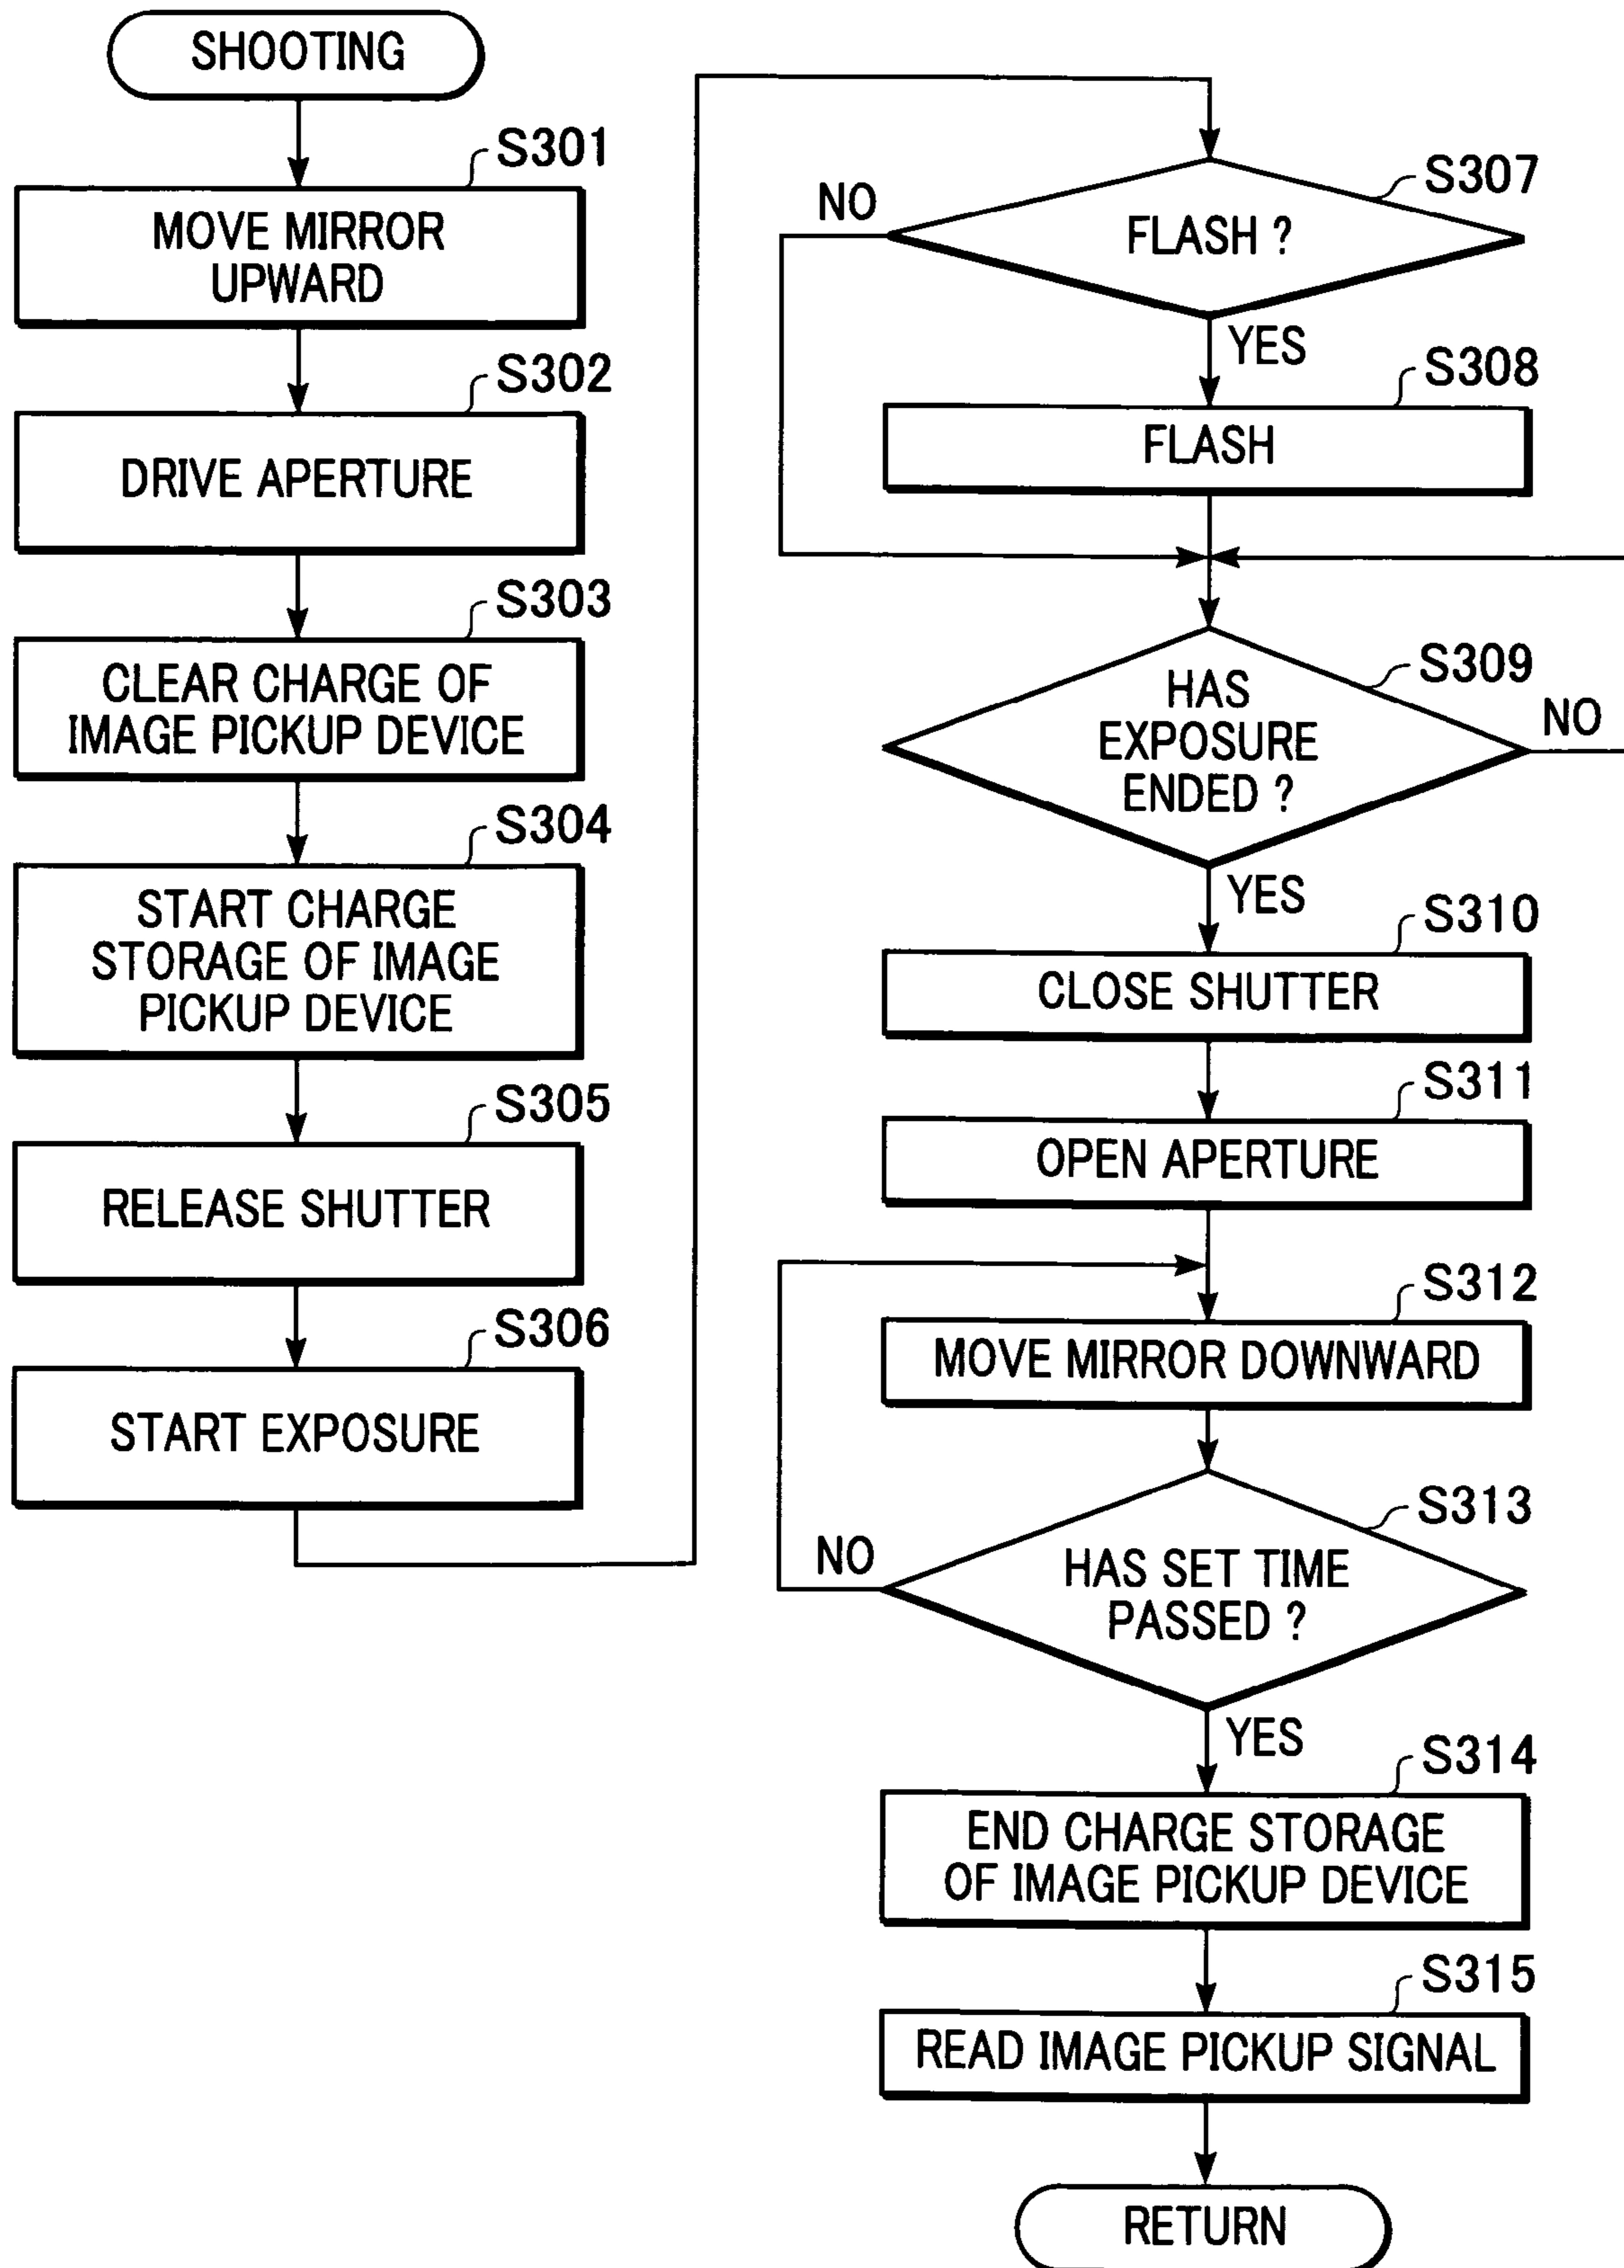 SHOOTING
S301
MOVE MIRROR
UPWARD
S302
DRIVE APERTURE
S303
CLEAR CHARGE OF
IMAGE PICKUP DEVICE
S304
START CHARGE
STORAGE OF IMAGE
PICKUP DEVICE
S305
RELEASE SHUTTER
S306
START EXPOSURE
S307
NO
FLASH ?
YES
S308
FLASH
S309
HAS
EXPOSURE
ENDED ?
NO
YES
S310
CLOSE SHUTTER
S311
OPEN APERTURE
S312
MOVE MIRROR DOWNWARD
S313
NO
HAS SET TIME
PASSED ?
YES
S314
END CHARGE STORAGE
OF IMAGE PICKUP DEVICE
S315
READ IMAGE PICKUP SIGNAL
RETURN